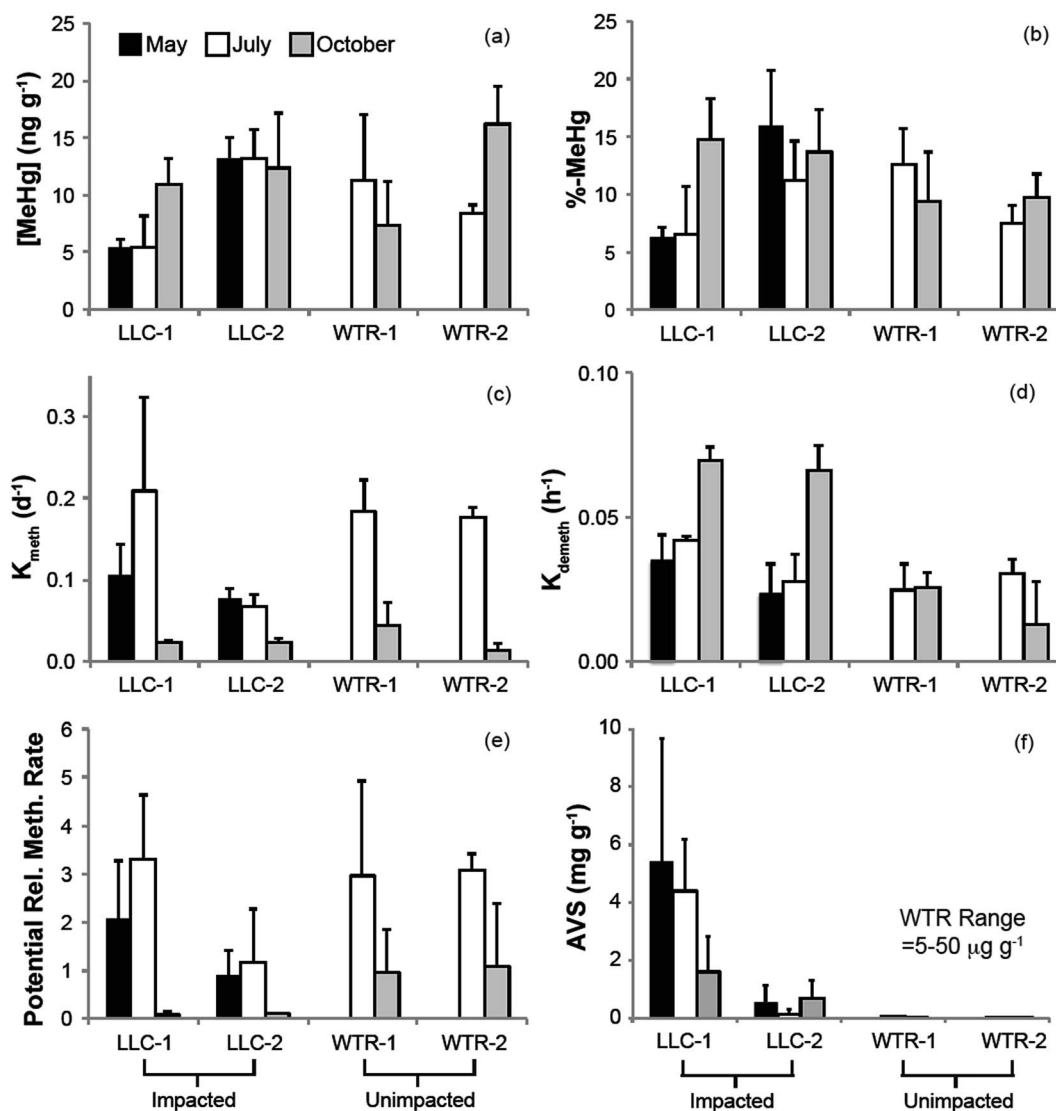 25
20
15
10
5
0
[MeHg] (ng g⁻¹)
May July October
(a)
LLC-1 LLC-2 WTR-1 WTR-2
25
20
15
10
5
0
%-MeHg
(b)
LLC-1 LLC-2 WTR-1 WTR-2
0.3
0.2
0.1
0.0
Kmeth (d⁻¹)
(c)
LLC-1 LLC-2 WTR-1 WTR-2
0.10
0.05
0.00
Kdemeth (h⁻¹)
(d)
LLC-1 LLC-2 WTR-1 WTR-2
6
5
4
3
2
1
0
Potential Rel. Meth. Rate
(e)
LLC-1 LLC-2 WTR-1 WTR-2
Impacted Unimpacted
10
8
6
4
2
0
AVS (mg g⁻¹)
(f)
WTR Range
=5-50 µg g⁻¹
LLC-1 LLC-2 WTR-1 WTR-2
Impacted Unimpacted